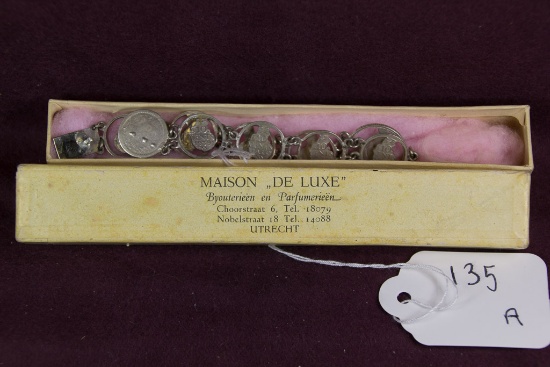 MAISON „DE LUXE”
Byouterieën en Parfumerieën
Choorstraat 6, Tel. 18079
Nobelstraat 18 Tel. 14088
UTRECHT
135
A